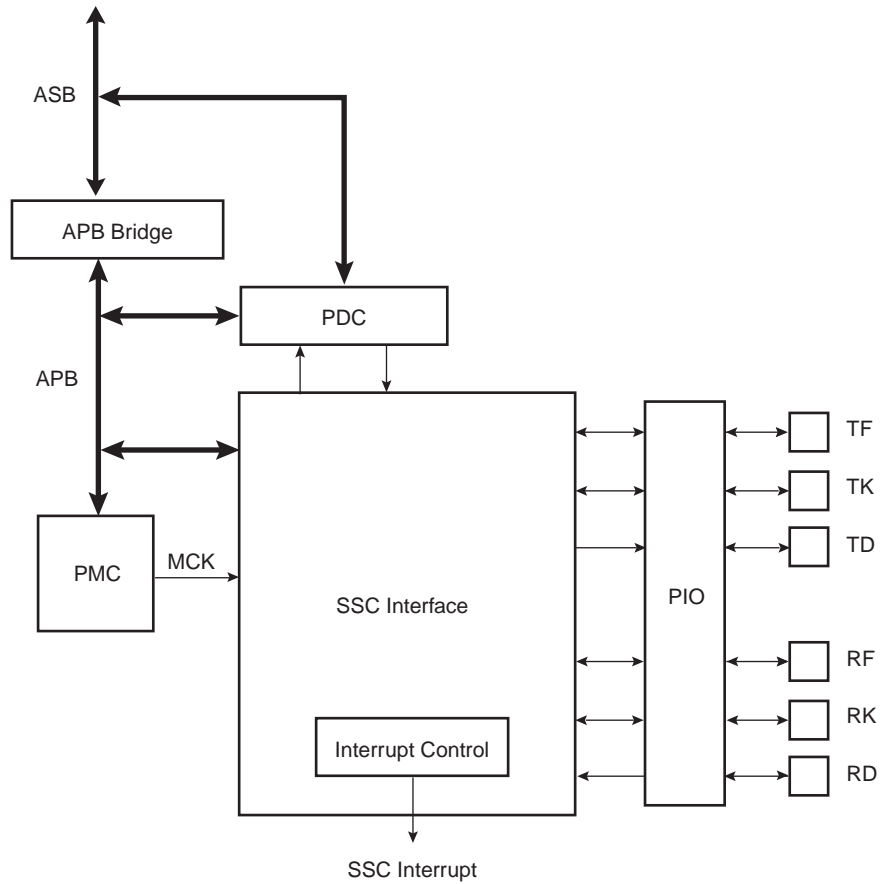 ASB
APB Bridge
PDC
APB
TF
TK
TD
PMC
MCK
SSC Interface
PIO
RF
RK
RD
Interrupt Control
SSC Interrupt